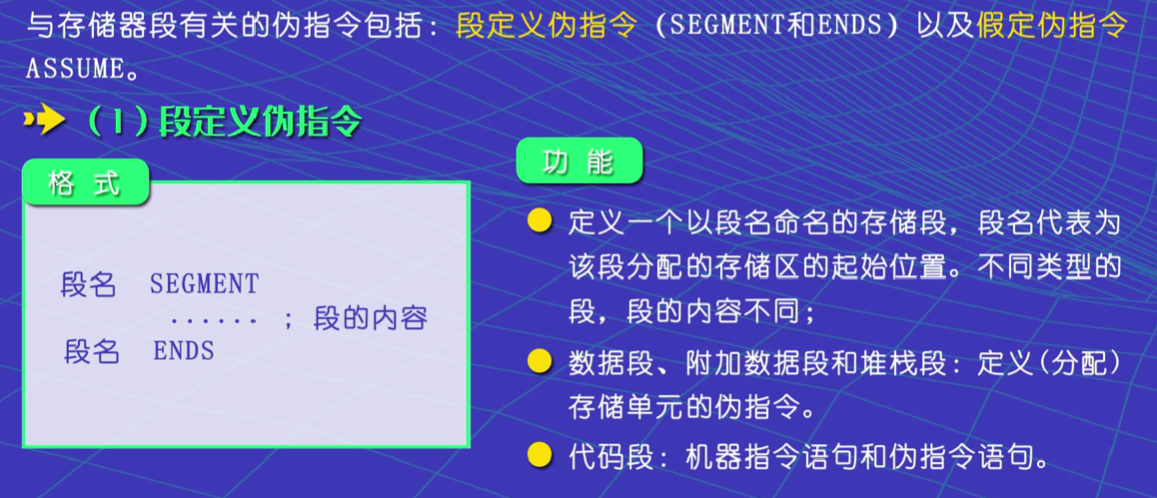 与存储器段有关的伪指令包括：段定义伪指令（SEGMENT和ENDS）以及假定伪指令
ASSUME。
（1）段定义伪指令
格 式
段名 SEGMENT
...... ；段的内容
段名 ENDS
功 能
定义一个以段名命名的存储段，段名代表为
该段分配的存储区的起始位置。不同类型的
段，段的内容不同；
数据段、附加数据段和堆栈段：定义(分配)
存储单元的伪指令。
代码段：机器指令语句和伪指令语句。